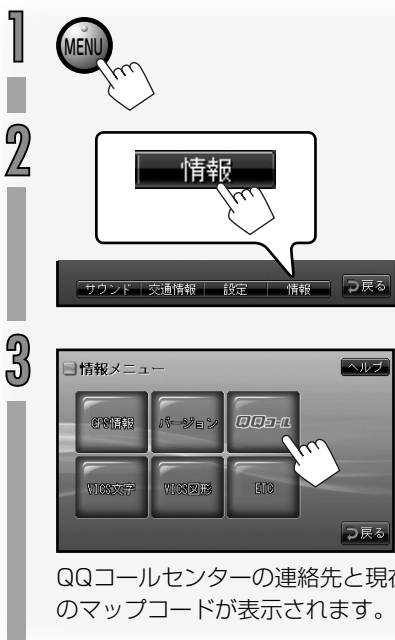 1
MENU
2
情報
サウンド 交通情報 設定 情報 戻る
3
情報メニュー ヘルプ
GPS情報 バージョン QQコール
VICS文字 VICS図形 ETC
戻る
QQコールセンターの連絡先と現在
のマップコードが表示されます。